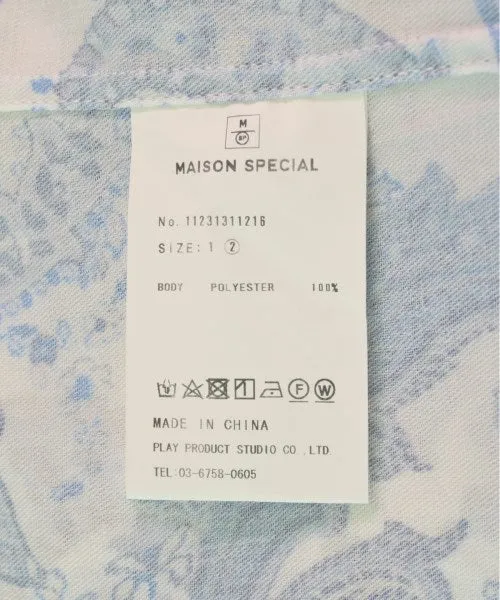 M
SP
MAISON SPECIAL
No. 11231311216
SIZE: 1 ②
BODY POLYESTER 100%
F W
MADE IN CHINA
PLAY PRODUCT STUDIO CO.,LTD.
TEL:03-6758-0605